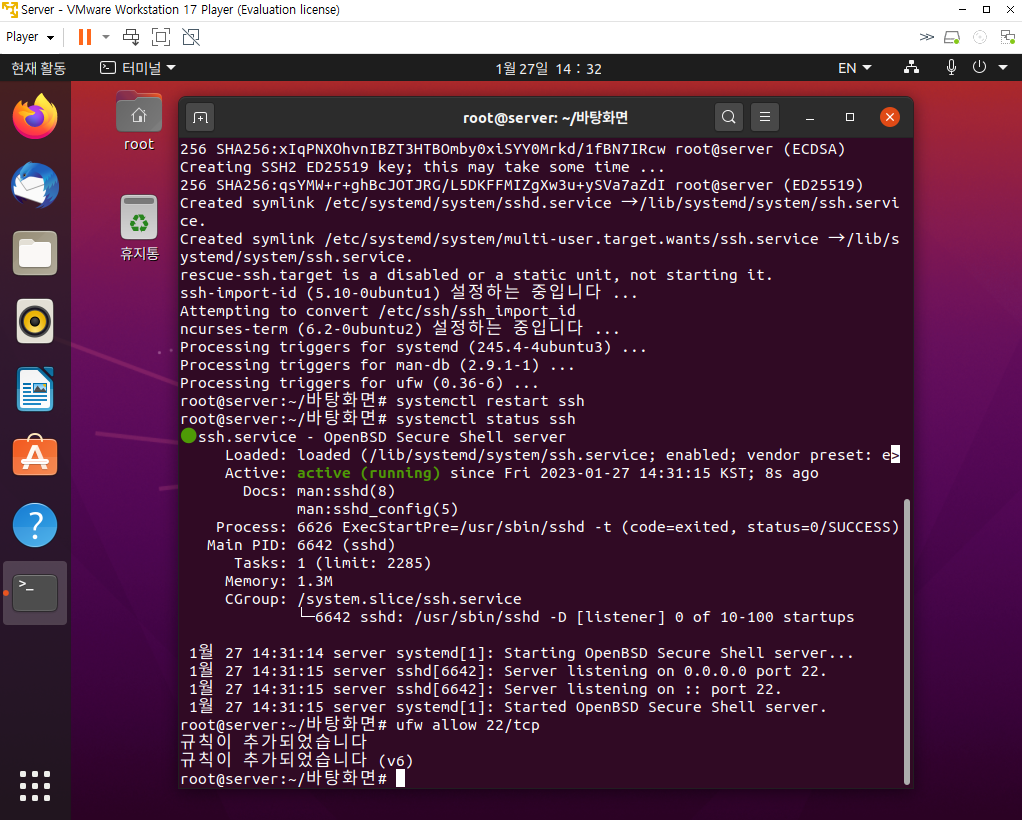 Server - VMware Workstation 17 Player (Evaluation license)
Player
현재 활동
터미널
1월 27일 14 : 32
EN
root
휴지통
root@server: ~/바탕화면
256 SHA256:xIqPNXOhvnIBZT3HTBOmby0xiSYY0Mrkd/1fBN7IRcw root@server (ECDSA)
Creating SSH2 ED25519 key; this may take some time ...
256 SHA256:qsYMW+r+ghBcJOTJRG/L5DKFFMIZgXw3u+ySVa7aZdI root@server (ED25519)
Created symlink /etc/systemd/system/sshd.service →/lib/systemd/system/ssh.servi
ce.
Created symlink /etc/systemd/system/multi-user.target.wants/ssh.service →/lib/s
ystemd/system/ssh.service.
rescue-ssh.target is a disabled or a static unit, not starting it.
ssh-import-id (5.10-0ubuntu1) 설정하는 중입니다 ...
Attempting to convert /etc/ssh/ssh_import_id
ncurses-term (6.2-0ubuntu2) 설정하는 중입니다 ...
Processing triggers for systemd (245.4-4ubuntu3) ...
Processing triggers for man-db (2.9.1-1) ...
Processing triggers for ufw (0.36-6) ...
root@server:~/바탕화면# systemctl restart ssh
root@server:~/바탕화면# systemctl status ssh
●ssh.service - OpenBSD Secure Shell server
Loaded: loaded (/lib/systemd/system/ssh.service; enabled; vendor preset: e>
Active: active (running) since Fri 2023-01-27 14:31:15 KST; 8s ago
Docs: man:sshd(8)
man:sshd_config(5)
Process: 6626 ExecStartPre=/usr/sbin/sshd -t (code=exited, status=0/SUCCESS)
Main PID: 6642 (sshd)
Tasks: 1 (limit: 2285)
Memory: 1.3M
CGroup: /system.slice/ssh.service
└─6642 sshd: /usr/sbin/sshd -D [listener] 0 of 10-100 startups
1월 27 14:31:14 server systemd[1]: Starting OpenBSD Secure Shell server...
1월 27 14:31:15 server sshd[6642]: Server listening on 0.0.0.0 port 22.
1월 27 14:31:15 server sshd[6642]: Server listening on :: port 22.
1월 27 14:31:15 server systemd[1]: Started OpenBSD Secure Shell server.
root@server:~/바탕화면# ufw allow 22/tcp
규칙이 추가되었습니다
규칙이 추가되었습니다 (v6)
root@server:~/바탕화면#